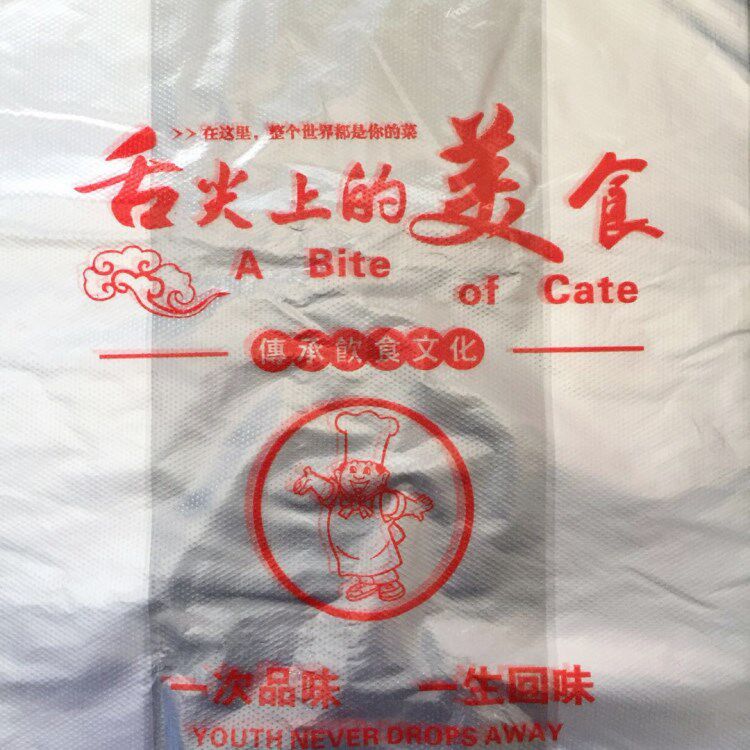 >> 在这里，整个世界都是你的菜
舌尖上的美食
A Bite of Cate
傳承飲食文化
一次品味 一生回味
YOUTH NEVER DROPS AWAY